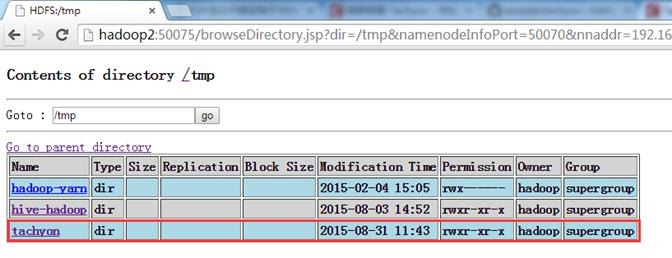 HDFS:/tmp
hadoop2:50075/browseDirectory.jsp?dir=/tmp&namenodeInfoPort=50070&nnaddr=192.16
Contents of directory /tmp
Goto : /tmp go
Go to parent directory
Name Type Size Replication Block Size Modification Time Permission Owner Group
hadoop-yarn dir 2015-02-04 15:05 rwx------ hadoop supergroup
hive-hadoop dir 2015-08-03 14:52 rwxr-xr-x hadoop supergroup
tachyon dir 2015-08-31 11:43 rwxr-xr-x hadoop supergroup